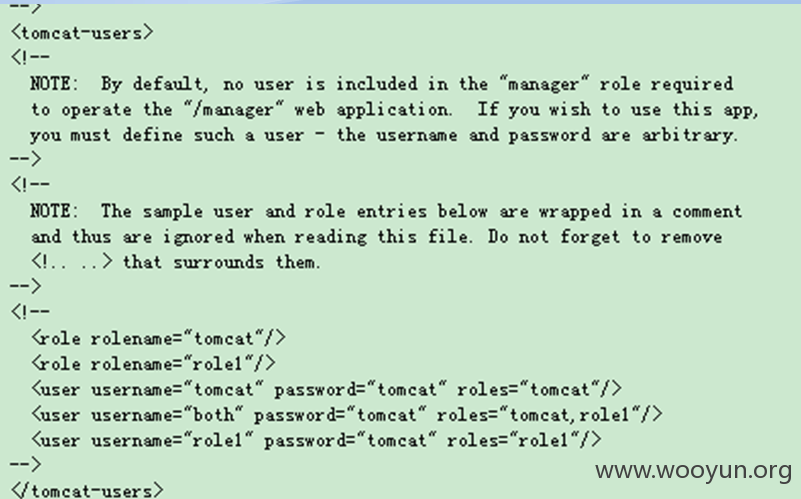 -->
<tomcat-users>
<!--
NOTE:  By default, no user is included in the "manager" role required
to operate the "/manager" web application.  If you wish to use this app,
you must define such a user - the username and password are arbitrary.
-->
<!--
NOTE:  The sample user and role entries below are wrapped in a comment
and thus are ignored when reading this file. Do not forget to remove
<!.. ..> that surrounds them.
-->
<!--
<role rolename="tomcat"/>
<role rolename="role1"/>
<user username="tomcat" password="tomcat" roles="tomcat"/>
<user username="both" password="tomcat" roles="tomcat,role1"/>
<user username="role1" password="tomcat" roles="role1"/>
-->
</tomcat-users>
www.wooyun.org